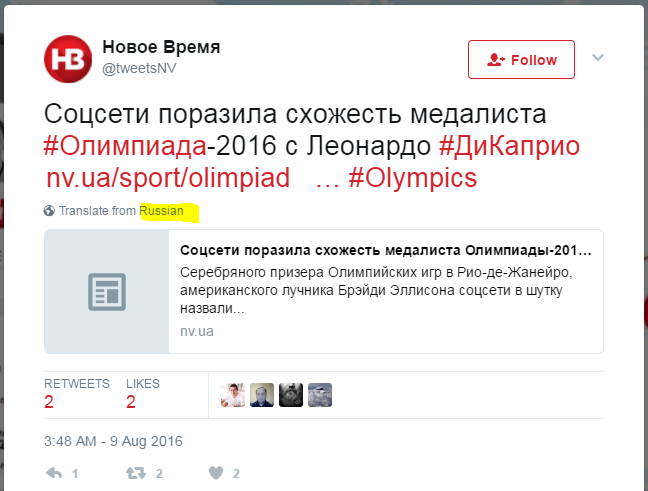 НВ
Новое Время
@tweetsNV
Follow
Соцсети поразила схожесть медалиста
#Олимпиада-2016 с Леонардо #ДиКаприо
nv.ua/sport/olimpiad ... #Olympics
Translate from Russian
Соцсети поразила схожесть медалиста Олимпиады-201...
Серебряного призера Олимпийских игр в Рио-де-Жанейро,
американского лучника Брэйди Эллисона соцсети в шутку
назвали...
nv.ua
RETWEETS LIKES
2 2
3:48 AM - 9 Aug 2016
1 2 2